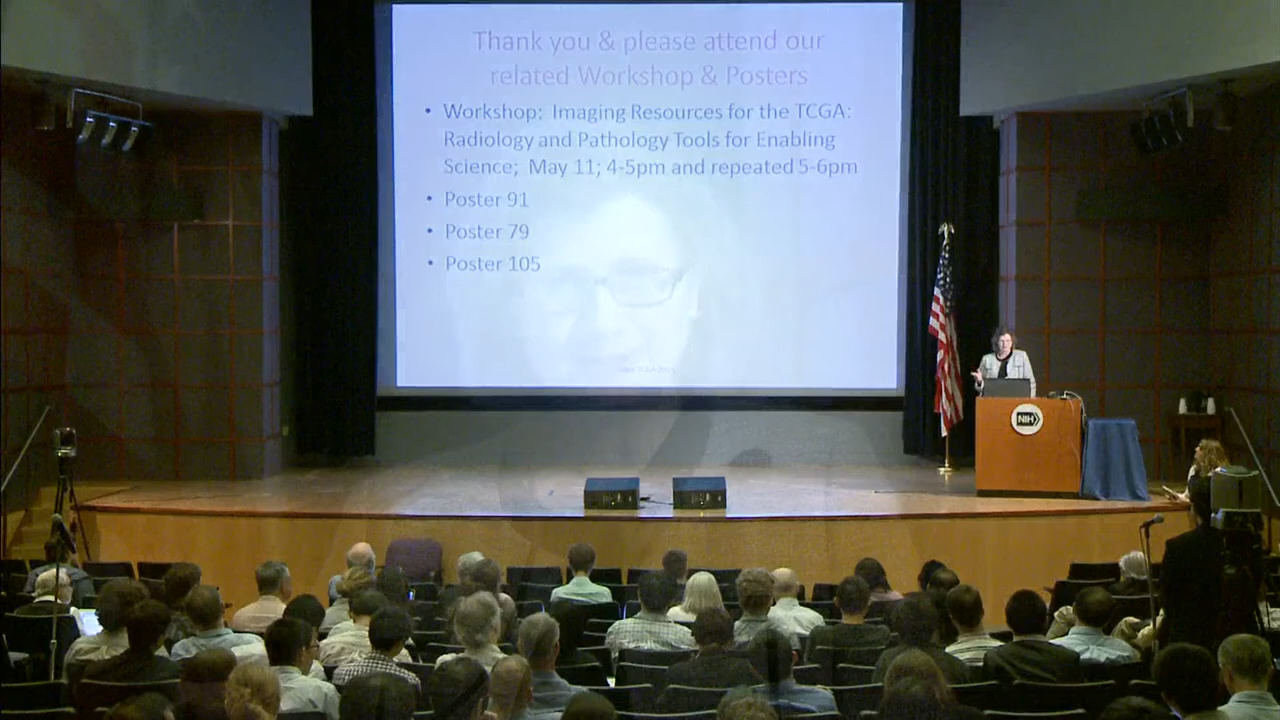 Thank you & please attend our
related Workshop & Posters
• Workshop: Imaging Resources for the TCGA:
Radiology and Pathology Tools for Enabling
Science; May 11; 4-5pm and repeated 5-6pm
• Poster 91
• Poster 79
• Poster 105
NIH